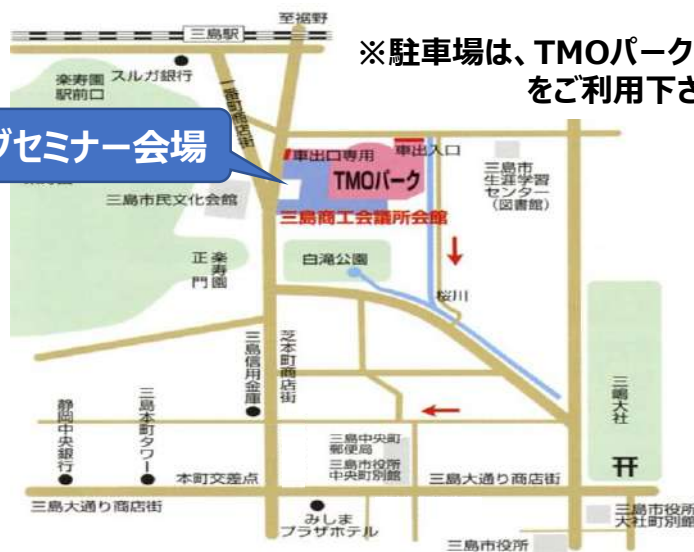 至裾野
三島駅
※駐車場は、TMOパーク
をご利用下さ
楽寿園
駅前口
スルガ銀行
一番町商店街
グセミナー会場
車出口専用
車出入口
TMOパーク
三島市
生涯学習
センター
（図書館）
三島市民文化会館
三島商工会議所会館
楽寿園
正門
白滝公園
桜川
三島信用金庫
芝本町商店街
三嶋大社
静岡中央銀行
三島本町タワー
三島中央町
郵便局
三島市役所
中央町別館
本町交差点
三島大通り商店街
三島大通り商店街
みしま
プラザホテル
三島市役所
大社町別館
三島市役所